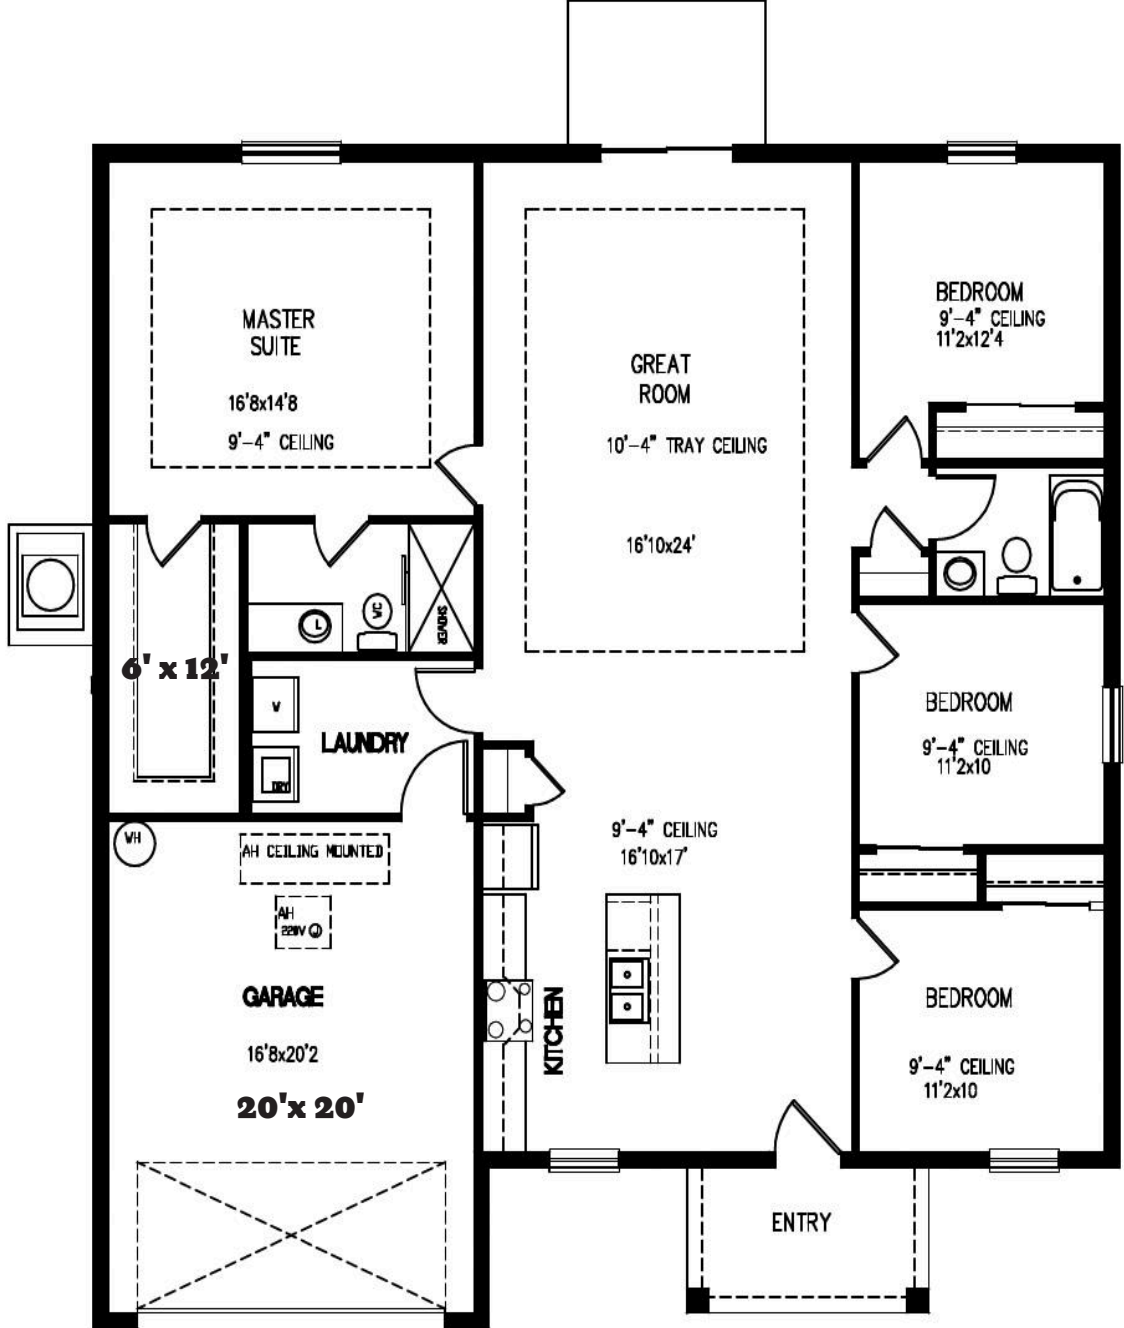 MASTER
SUITE
16'8x14'8
9'-4" CEILING
GREAT
ROOM
10'-4" TRAY CEILING
16'10x24'
BEDROOM
9'-4" CEILING
11'2x12'4
WC
L
SHOWER
6' x 12'
W
DRY
LAUNDRY
BEDROOM
9'-4" CEILING
11'2x10
9'-4" CEILING
16'10x17'
WH
AH CEILING MOUNTED
AH
220V
GARAGE
16'8x20'2
20'x 20'
KITCHEN
BEDROOM
9'-4" CEILING
11'2x10
ENTRY